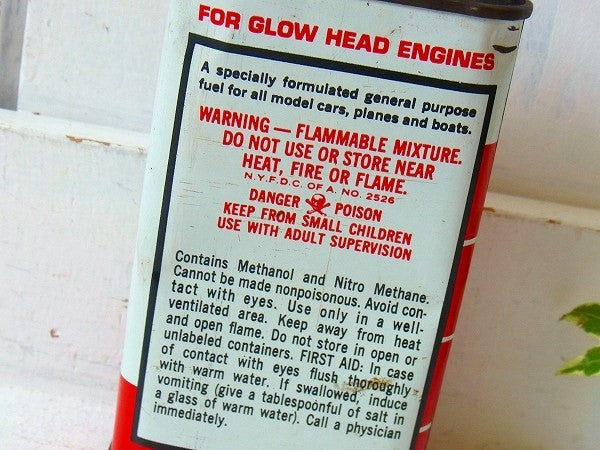 FOR GLOW HEAD ENGINES
A specially formulated general purpose
fuel for all model cars, planes and boats.
WARNING — FLAMMABLE MIXTURE.
DO NOT USE OR STORE NEAR
HEAT, FIRE OR FLAME.
N.Y.F.D.C. OF A. NO. 2526
DANGER POISON
KEEP FROM SMALL CHILDREN
USE WITH ADULT SUPERVISION
Contains Methanol and Nitro Methane.
Cannot be made nonpoisonous. Avoid con-
tact with eyes. Use only in a well-
ventilated area. Keep away from heat
and open flame. Do not store in open or
unlabeled containers. FIRST AID: In case
of contact with eyes flush thoroughly
with warm water. If swallowed, induce
vomiting (give a tablespoonful of salt in
a glass of warm water). Call a physician
immediately.